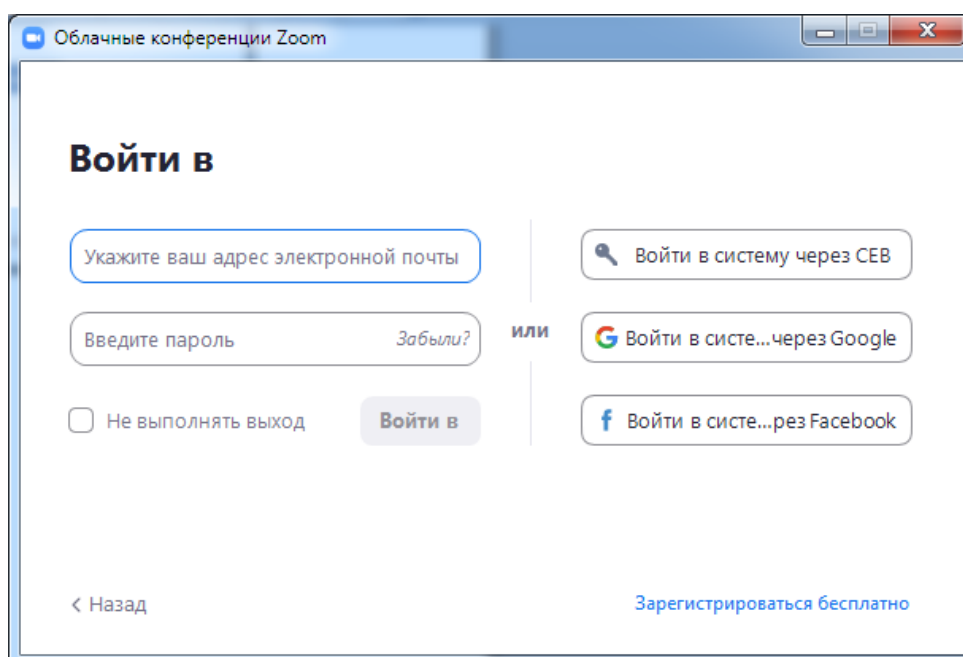 Облачные конференции Zoom
Войти в
Укажите ваш адрес электронной почты
Введите пароль
Забыли?
Не выполнять выход
Войти в
или
Войти в систему через СЕВ
Войти в систе...через Google
Войти в систе...рез Facebook
Назад
Зарегистрироваться бесплатно